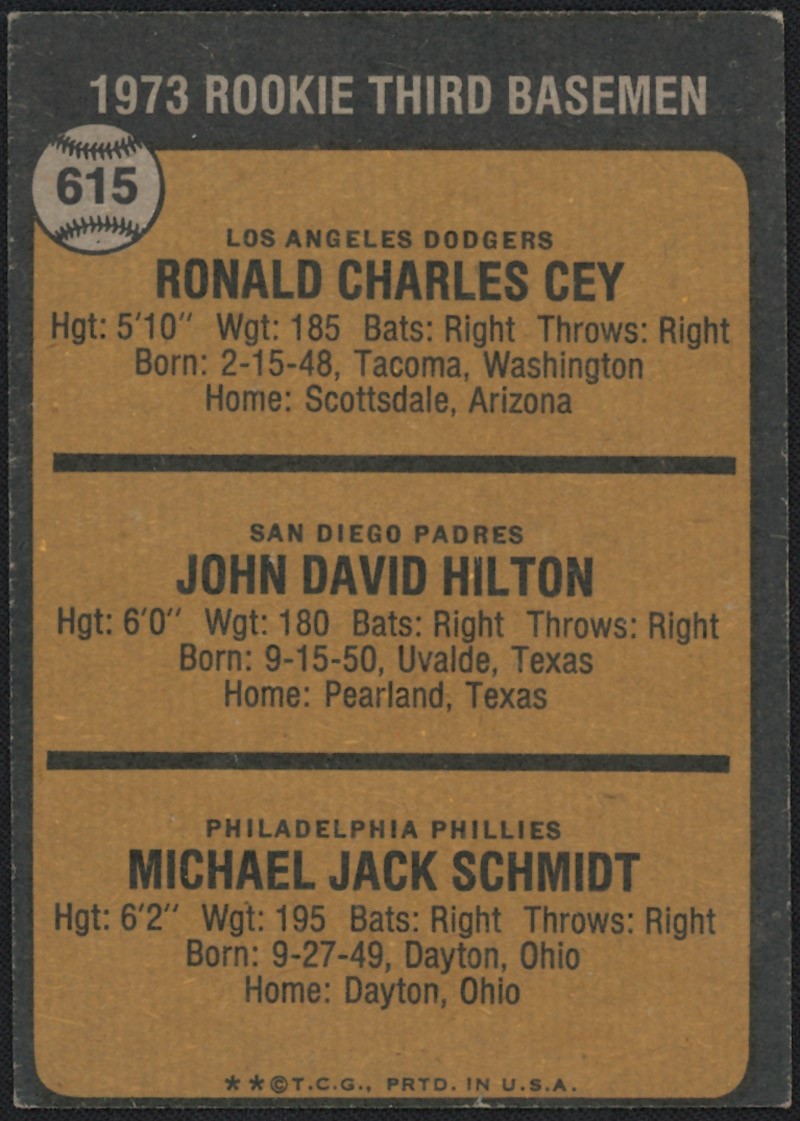 1973 ROOKIE THIRD BASEMEN
615
LOS ANGELES DODGERS
RONALD CHARLES CEY
Hgt: 5'10" Wgt: 185 Bats: Right Throws: Right
Born: 2-15-48, Tacoma, Washington
Home: Scottsdale, Arizona
SAN DIEGO PADRES
JOHN DAVID HILTON
Hgt: 6'0" Wgt: 180 Bats: Right Throws: Right
Born: 9-15-50, Uvalde, Texas
Home: Pearland, Texas
PHILADELPHIA PHILLIES
MICHAEL JACK SCHMIDT
Hgt: 6'2" Wgt: 195 Bats: Right Throws: Right
Born: 9-27-49, Dayton, Ohio
Home: Dayton, Ohio
**©T.C.G., PRTD. IN U.S.A.